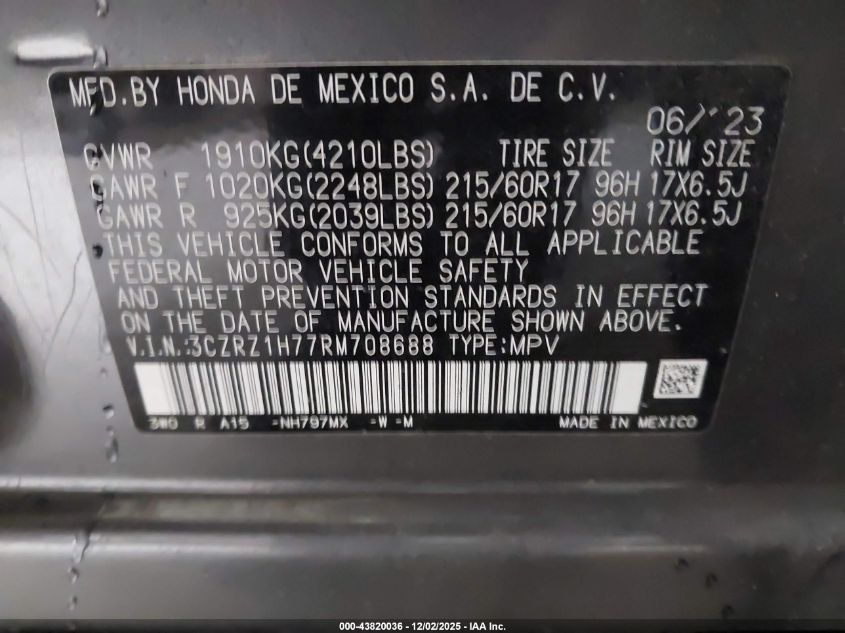 MFD.BY HONDA DE MEXICO S.A. DE C.V.
06/'23
GVWR 1910KG(4210LBS) TIRE SIZE RIM SIZE
GAWR F 1020KG(2248LBS) 215/60R17 96H 17X6.5J
GAWR R 925KG(2039LBS) 215/60R17 96H 17X6.5J
THIS VEHICLE CONFORMS TO ALL APPLICABLE
FEDERAL MOTOR VEHICLE SAFETY
AND THEFT PREVENTION STANDARDS IN EFFECT
ON THE DATE OF MANUFACTURE SHOWN ABOVE.
V.I.N.:3CZRZ1H77RM708688 TYPE:MPV
3W0 R A15 -NH797MX -W -M MADE IN MEXICO
000-43820036 - 12/02/2025 - IAA Inc.